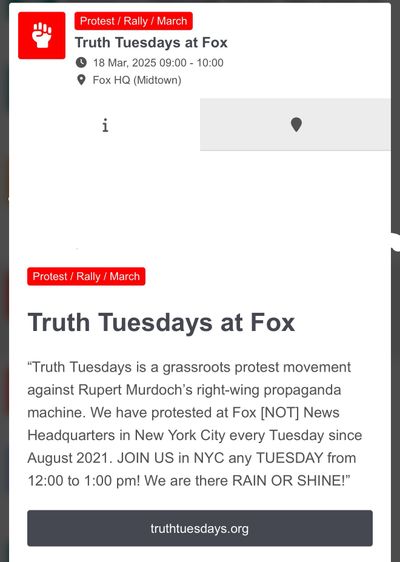 Protest / Rally / March
Truth Tuesdays at Fox
18 Mar, 2025 09:00 - 10:00
Fox HQ (Midtown)
i
Protest / Rally / March
Truth Tuesdays at Fox
“Truth Tuesdays is a grassroots protest movement
against Rupert Murdoch’s right-wing propaganda
machine. We have protested at Fox [NOT] News
Headquarters in New York City every Tuesday since
August 2021. JOIN US in NYC any TUESDAY from
12:00 to 1:00 pm! We are there RAIN OR SHINE!”
truthtuesdays.org